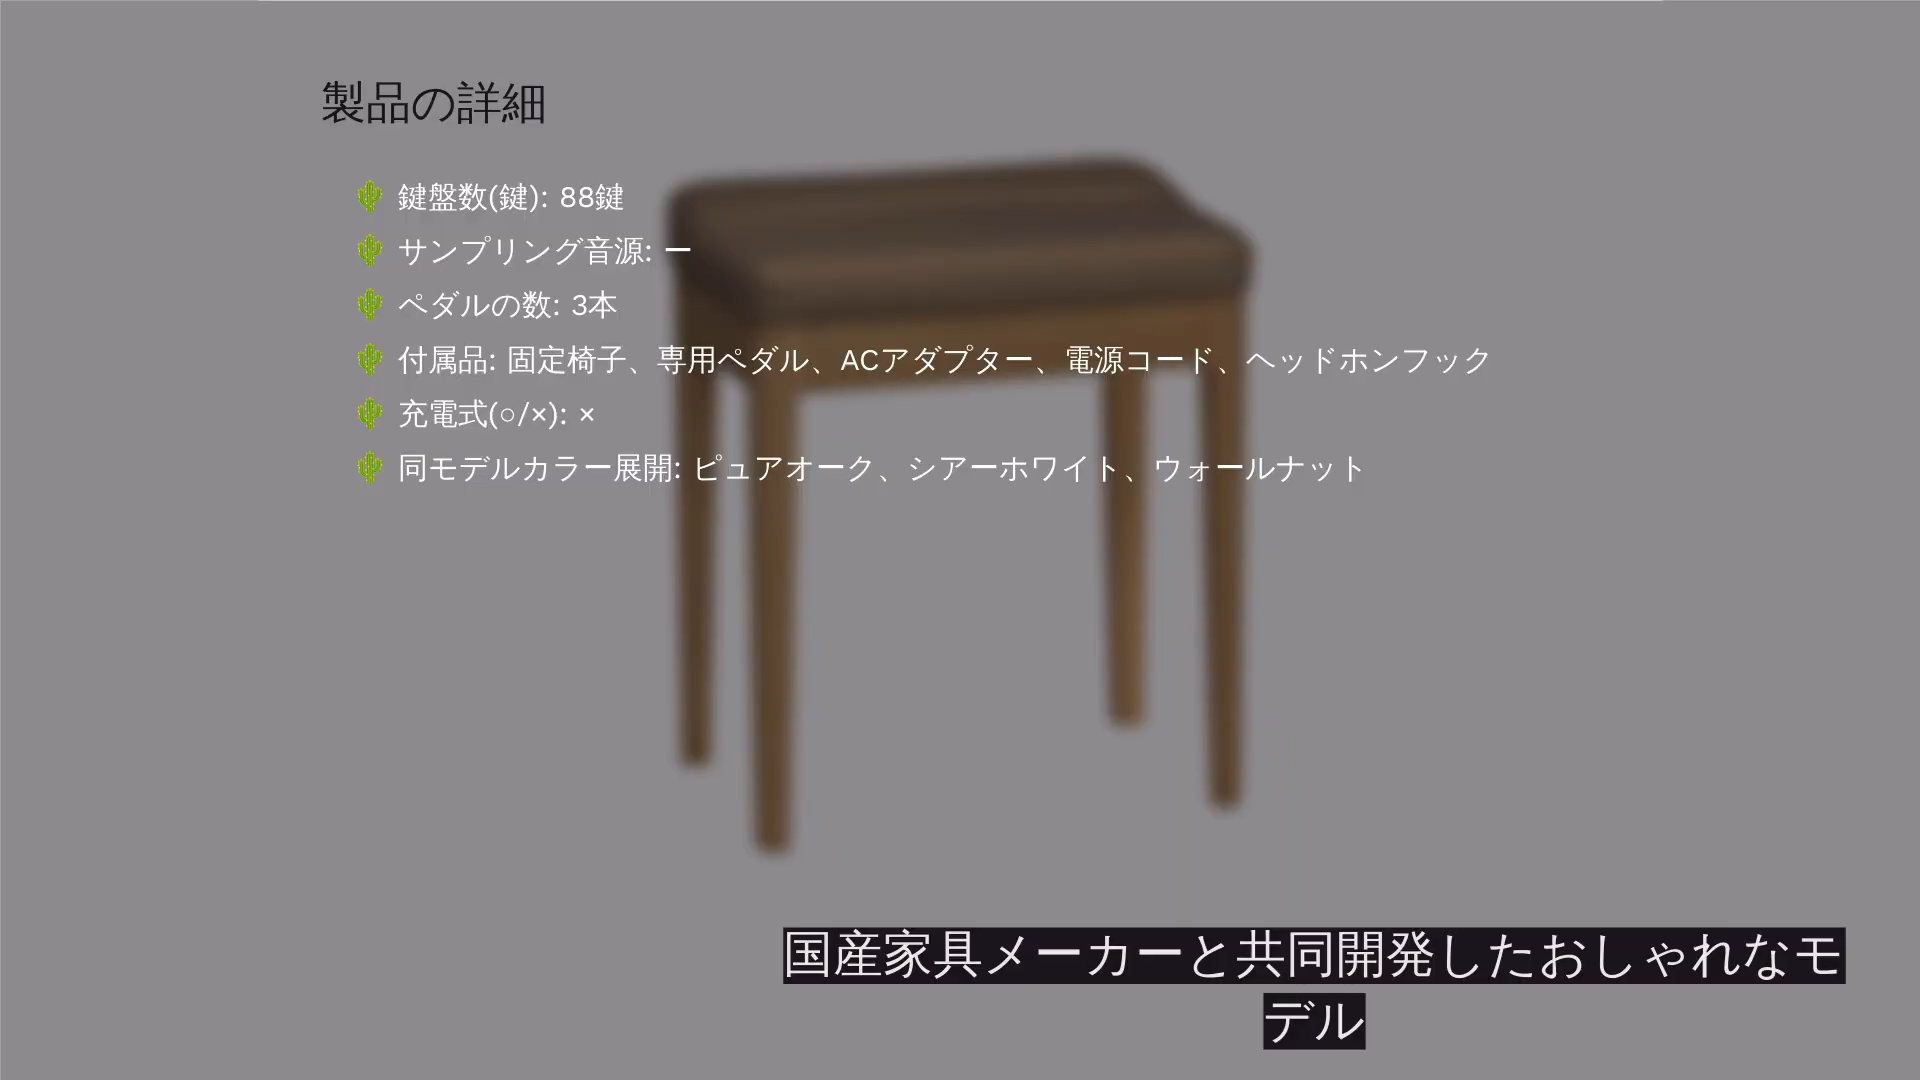 製品の詳細
🌵 鍵盤数(鍵): 88鍵
🌵 サンプリング音源: ー
🌵 ペダルの数: 3本
🌵 付属品: 固定椅子、専用ペダル、ACアダプター、電源コード、ヘッドホンフック
🌵 充電式(○/×): ×
🌵 同モデルカラー展開: ピュアオーク、シアーホワイト、ウォールナット
国産家具メーカーと共同開発したおしゃれなモ
デル